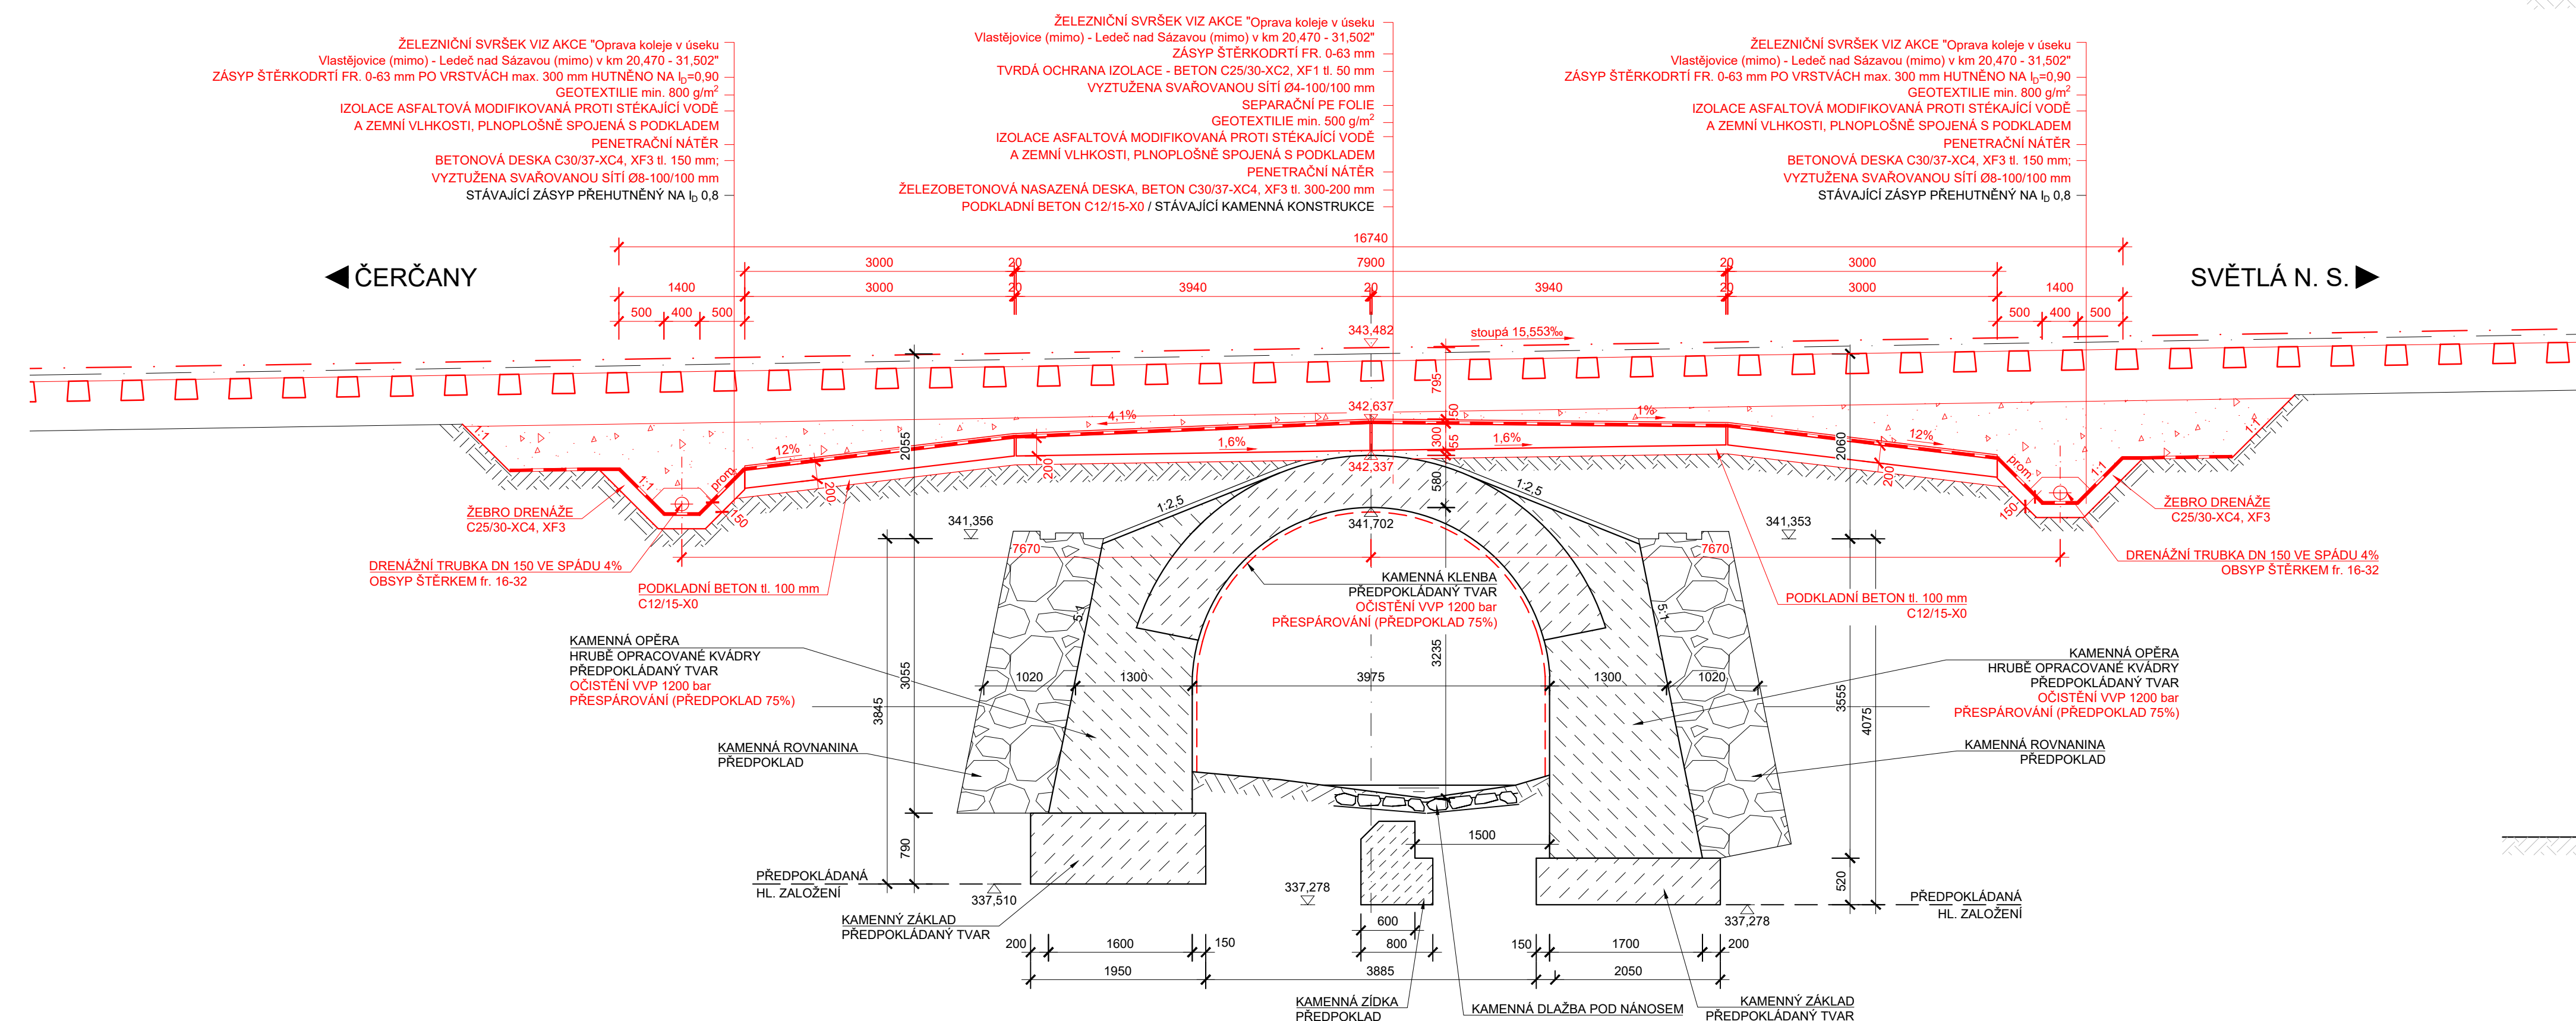 ŽELEZNIČNÍ SVRŠEK VIZ AKCE "Oprava koleje v úseku
Vlastějovice (mimo) - Ledeč nad Sázavou (mimo) v km 20,470 - 31,502"
ZÁSYP ŠTĚRKODRTÍ FR. 0-63 mm PO VRSTVÁCH max. 300 mm HUTNĚNO NA ID=0,90
GEOTEXTILIE min. 800 g/m2
IZOLACE ASFALTOVÁ MODIFIKOVANÁ PROTI STÉKAJÍCÍ VODĚ
A ZEMNÍ VLHKOSTI, PLNOPLOŠNĚ SPOJENÁ S PODKLADEM
PENETRAČNÍ NÁTĚR
BETONOVÁ DESKA C30/37-XC4, XF3 tl. 150 mm;
VYZTUŽENA SVAŘOVANOU SÍTÍ Ø8-100/100 mm
STÁVAJÍCÍ ZÁSYP PŘEHUTNĚNÝ NA ID 0,8
ŽELEZNIČNÍ SVRŠEK VIZ AKCE "Oprava koleje v úseku
Vlastějovice (mimo) - Ledeč nad Sázavou (mimo) v km 20,470 - 31,502"
ZÁSYP ŠTĚRKODRTÍ FR. 0-63 mm
TVRDÁ OCHRANA IZOLACE - BETON C25/30-XC2, XF1 tl. 50 mm
VYZTUŽENA SVAŘOVANOU SÍTÍ Ø4-100/100 mm
SEPARAČNÍ PE FOLIE
GEOTEXTILIE min. 500 g/m2
IZOLACE ASFALTOVÁ MODIFIKOVANÁ PROTI STÉKAJÍCÍ VODĚ
A ZEMNÍ VLHKOSTI, PLNOPLOŠNĚ SPOJENÁ S PODKLADEM
PENETRAČNÍ NÁTĚR
ŽELEZOBETONOVÁ NASAZENÁ DESKA, BETON C30/37-XC4, XF3 tl. 300-200 mm
PODKLADNÍ BETON C12/15-X0 / STÁVAJÍCÍ KAMENNÁ KONSTRUKCE
ŽELEZNIČNÍ SVRŠEK VIZ AKCE "Oprava koleje v úseku
Vlastějovice (mimo) - Ledeč nad Sázavou (mimo) v km 20,470 - 31,502"
ZÁSYP ŠTĚRKODRTÍ FR. 0-63 mm PO VRSTVÁCH max. 300 mm HUTNĚNO NA ID=0,90
GEOTEXTILIE min. 800 g/m2
IZOLACE ASFALTOVÁ MODIFIKOVANÁ PROTI STÉKAJÍCÍ VODĚ
A ZEMNÍ VLHKOSTI, PLNOPLOŠNĚ SPOJENÁ S PODKLADEM
PENETRAČNÍ NÁTĚR
BETONOVÁ DESKA C30/37-XC4, XF3 tl. 150 mm;
VYZTUŽENA SVAŘOVANOU SÍTÍ Ø8-100/100 mm
STÁVAJÍCÍ ZÁSYP PŘEHUTNĚNÝ NA ID 0,8
16740
ČERČANY
SVĚTLÁ N. S.
3000 20 7900 20 3000
1400 3000 20 3940 20 3940 20 3000 1400
500 400 500
500 400 500
343,482
stoupá 15,553‰
795
342,637
150
4,1%
1%
1:1
1:1
2055
2060
12%
1,6%
300
55
1,6%
12%
342,337
200
200
200
1:1
prom.
150
580
prom.
1:1
150
1:2,5
1:2,5
ŽEBRO DRENÁŽE
C25/30-XC4, XF3
ŽEBRO DRENÁŽE
C25/30-XC4, XF3
341,356
341,702
341,353
7670
7670
DRENÁŽNÍ TRUBKA DN 150 VE SPÁDU 4%
OBSYP ŠTĚRKEM fr. 16-32
DRENÁŽNÍ TRUBKA DN 150 VE SPÁDU 4%
OBSYP ŠTĚRKEM fr. 16-32
PODKLADNÍ BETON tl. 100 mm
C12/15-X0
PODKLADNÍ BETON tl. 100 mm
C12/15-X0
KAMENNÁ KLENBA
PŘEDPOKLÁDANÝ TVAR
OČISTĚNÍ VVP 1200 bar
PŘESPÁROVÁNÍ (PŘEDPOKLAD 75%)
5:1
5:1
KAMENNÁ OPĚRA
HRUBĚ OPRACOVANÉ KVÁDRY
PŘEDPOKLÁDANÝ TVAR
OČISTĚNÍ VVP 1200 bar
PŘESPÁROVÁNÍ (PŘEDPOKLAD 75%)
KAMENNÁ OPĚRA
HRUBĚ OPRACOVANÉ KVÁDRY
PŘEDPOKLÁDANÝ TVAR
OČISTĚNÍ VVP 1200 bar
PŘESPÁROVÁNÍ (PŘEDPOKLAD 75%)
3235
1020 1300 3975 1300 1020
3055
3845
3555
4075
KAMENNÁ ROVNANINA
PŘEDPOKLAD
KAMENNÁ ROVNANINA
PŘEDPOKLAD
1500
790
520
PŘEDPOKLÁDANÁ
HL. ZALOŽENÍ
337,510
337,278
PŘEDPOKLÁDANÁ
HL. ZALOŽENÍ
337,278
KAMENNÝ ZÁKLAD
PŘEDPOKLÁDANÝ TVAR
600
200 1600 150 800 150 1700 200
1950 3885 2050
KAMENNÁ ZÍDKA
PŘEDPOKLAD
KAMENNÁ DLAŽBA POD NÁNOSEM
KAMENNÝ ZÁKLAD
PŘEDPOKLÁDANÝ TVAR